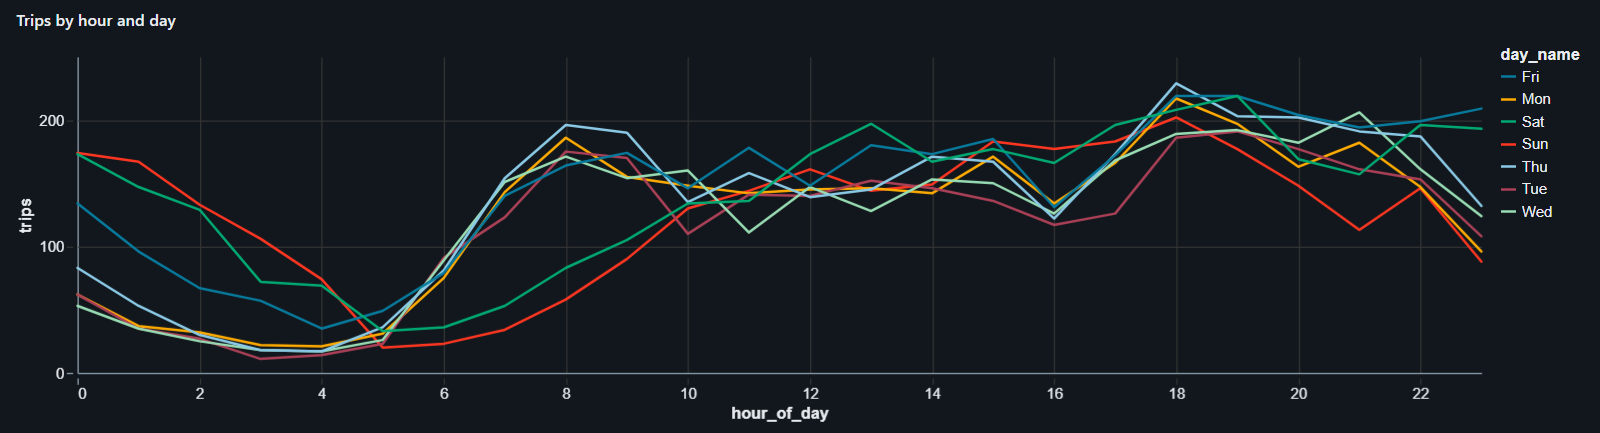 Trips by hour and day
trips
200
100
0
0 2 4 6 8 10 12 14 16 18 20 22
hour_of_day
day_name
Fri
Mon
Sat
Sun
Thu
Tue
Wed